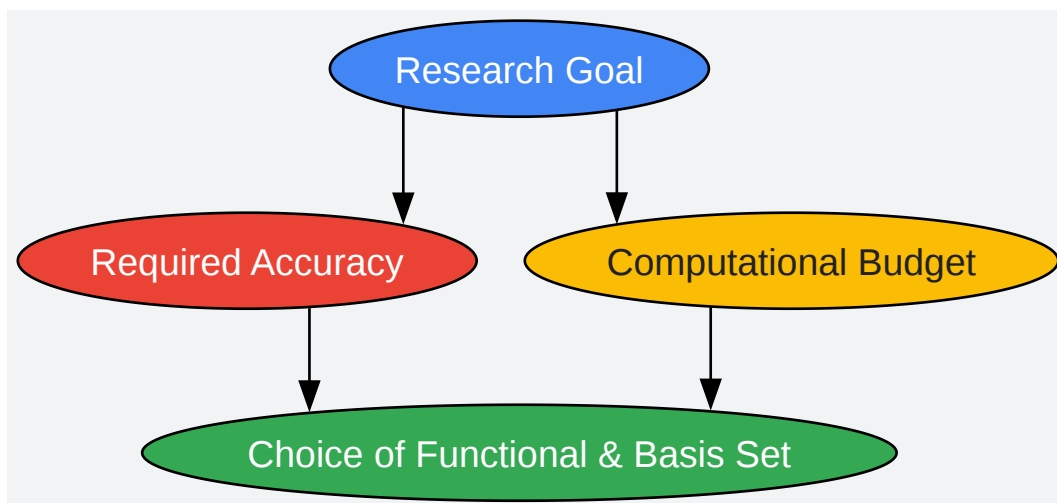 Research Goal
Required Accuracy
Computational Budget
Choice of Functional & Basis Set